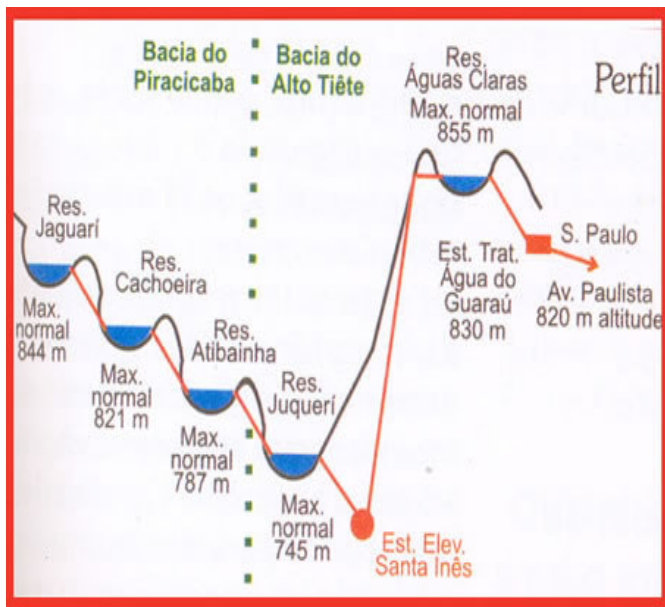 Bacia do
Piracicaba
Bacia do
Alto Tiête
Res.
Águas Claras
Max. normal
855 m
Perfil
Res.
Jaguarí
Max.
normal
844 m
Res.
Cachoeira
Max.
normal
821 m
Res.
Atibainha
Max.
normal
787 m
Res.
Juquerí
Max.
normal
745 m
Est. Elev.
Santa Inês
Est. Trat.
Água do
Guaraú
830 m
S. Paulo
Av. Paulista
820 m altitude